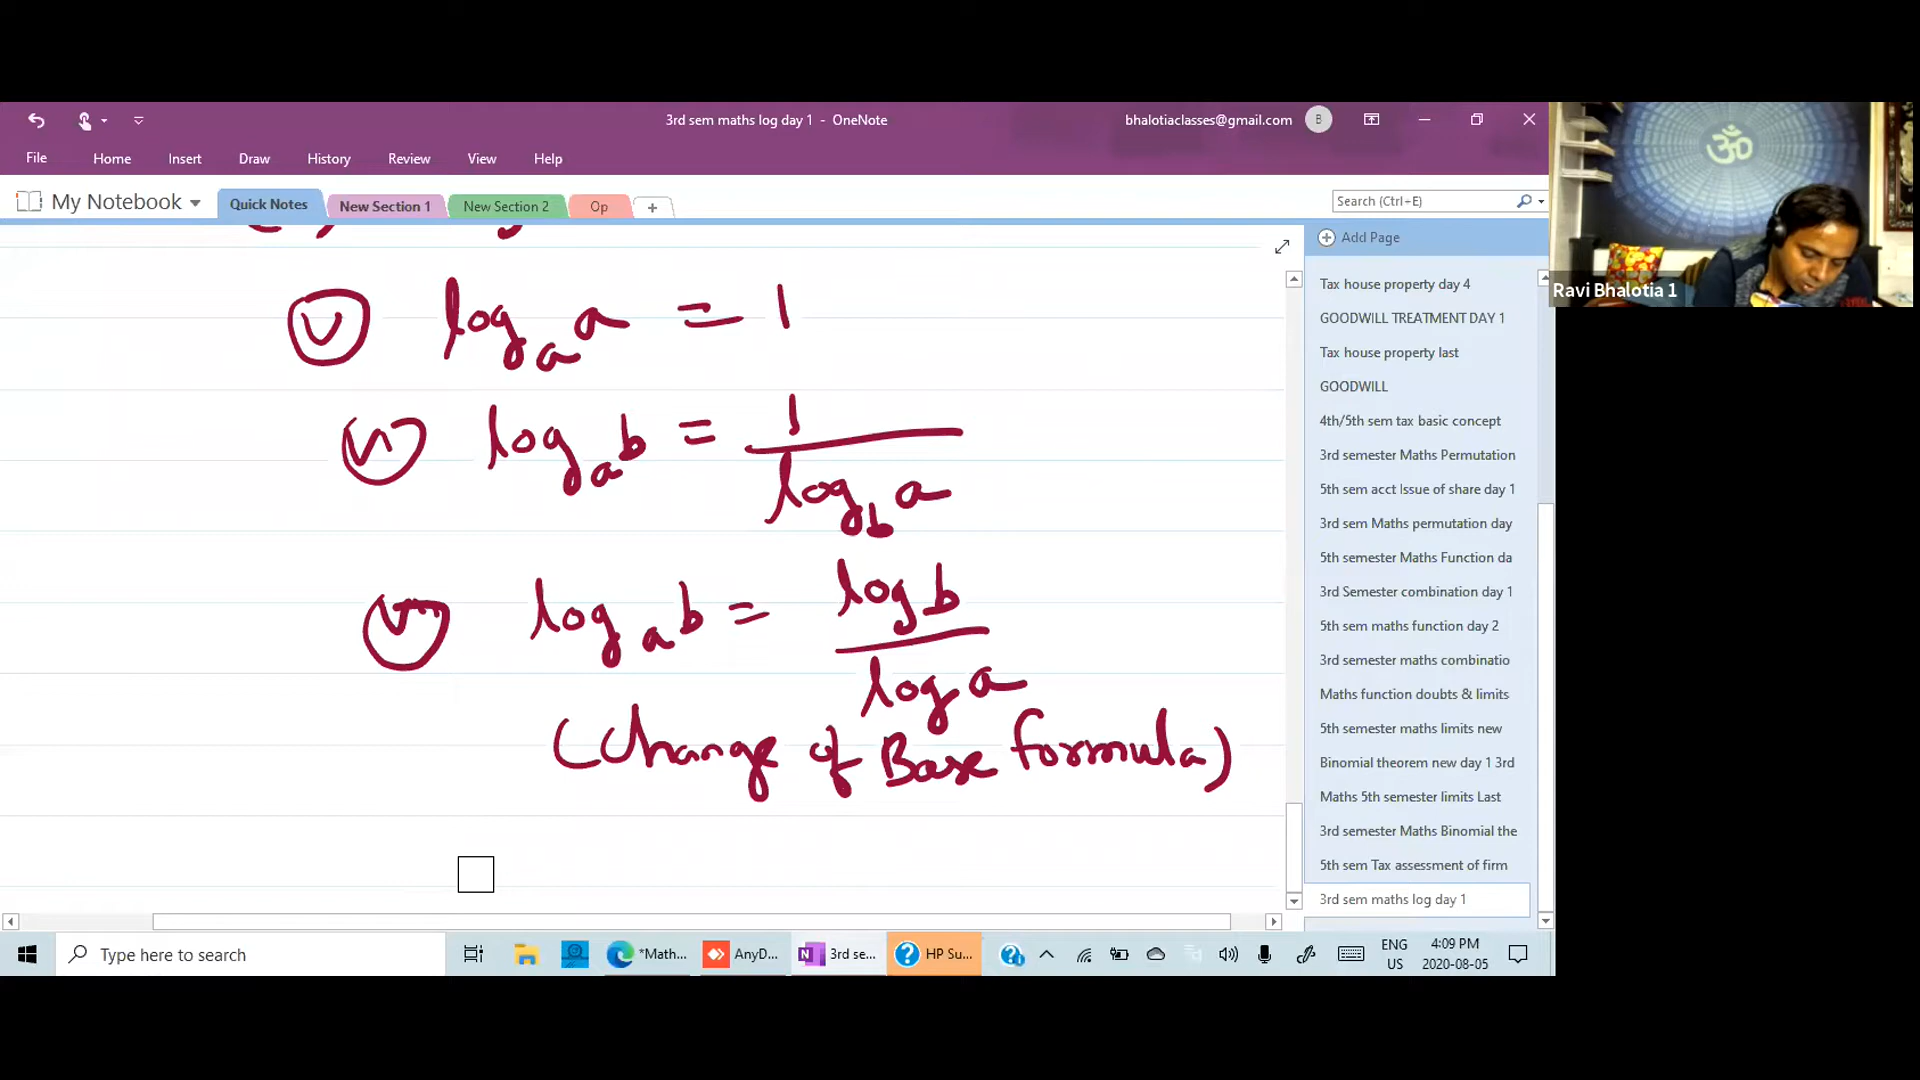 3rd sem maths log day 1 - OneNote
bhalotiaclasses@gmail.com B
File Home Insert Draw History Review View Help
My Notebook Quick Notes New Section 1 New Section 2 Op +
Search (Ctrl+E)
Add Page
Tax house property day 4
GOODWILL TREATMENT DAY 1
Tax house property last
GOODWILL
4th/5th sem tax basic concept
3rd semester Maths Permutation
5th sem acct Issue of share day 1
3rd sem Maths permutation day
5th semester Maths Function da
3rd Semester combination day 1
5th sem maths function day 2
3rd semester maths combinatio
Maths function doubts & limits
5th semester maths limits new
Binomial theorem new day 1 3rd
Maths 5th semester limits Last
3rd semester Maths Binomial the
5th sem Tax assessment of firm
3rd sem maths log day 1
Ravi Bhalotia 1
ॐ
(v) logₐ a = 1
(vi) logₐ b = 1 / log_b a
(vii) logₐ b = log b / log a
(Change of Base formula)
Type here to search
*Math...
AnyD...
3rd se...
HP Su...
ENG
US
4:09 PM
2020-08-05